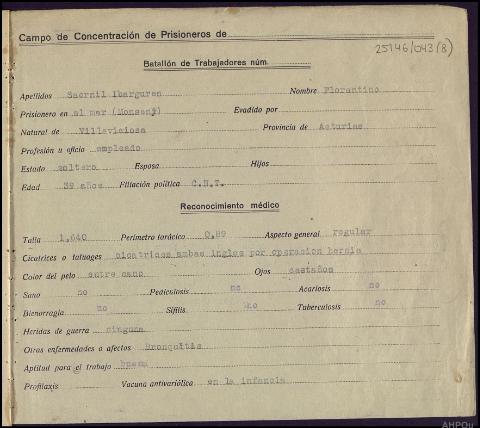 Campo de Concentración de Prisioneros de
25146/043(8)
Batallón de Trabajadores núm.
Apellidos Sacrnil Ibarguren Nombre Florentino
Prisionero en el mar (Monseny) Evadido por
Natural de Villaviciosa Provincia de Asturias
Profesión u oficio empleado
Estado soltero Esposa Hijos
Edad 39 años Filiación política C.N.T.
Reconocimiento médico
Talla 1,640 Perímetro torácico 0,89 Aspecto general regular
Cicatrices o tatuages cicatrices ambas ingles por operacion hernia
Color del pelo entre cano Ojos castaños
Sano no Pediculosis no Acariosis no
Blenorragia no Sífilis no Tuberculosis no
Heridas de guerra ninguna
Otras enfermedades o afectos Bronquitis
Aptitud para el trabajo buena
Profilaxis Vacuna antivariólica en la infancia
AHPOu